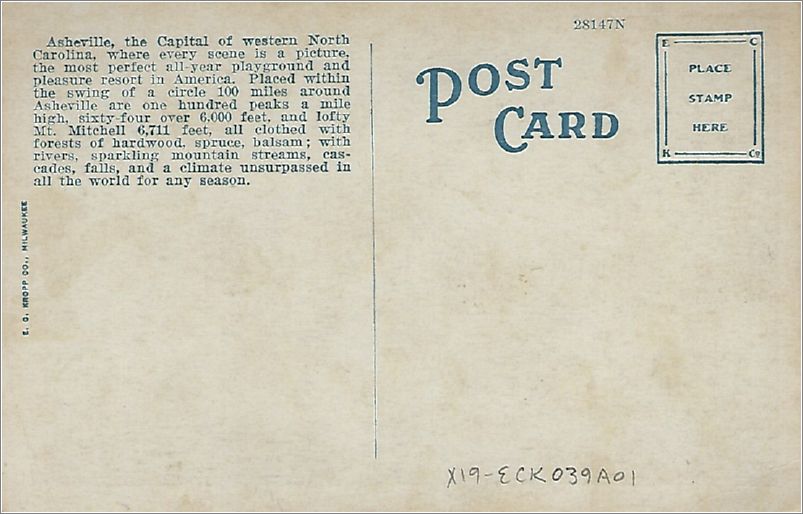 Asheville, the Capital of western North
Carolina, where every scene is a picture,
the most perfect all-year playground and
pleasure resort in America. Placed within
the swing of a circle 100 miles around
Asheville are one hundred peaks a mile
high, sixty-four over 6,000 feet, and lofty
Mt. Mitchell 6,711 feet, all clothed with
forests of hardwood, spruce, balsam; with
rivers, sparkling mountain streams, cas-
cades, falls, and a climate unsurpassed in
all the world for any season.
E. C. KROPP CO., MILWAUKEE
28147N
POST
CARD
E C
PLACE
STAMP
HERE
K Co
X19-ECK039A01